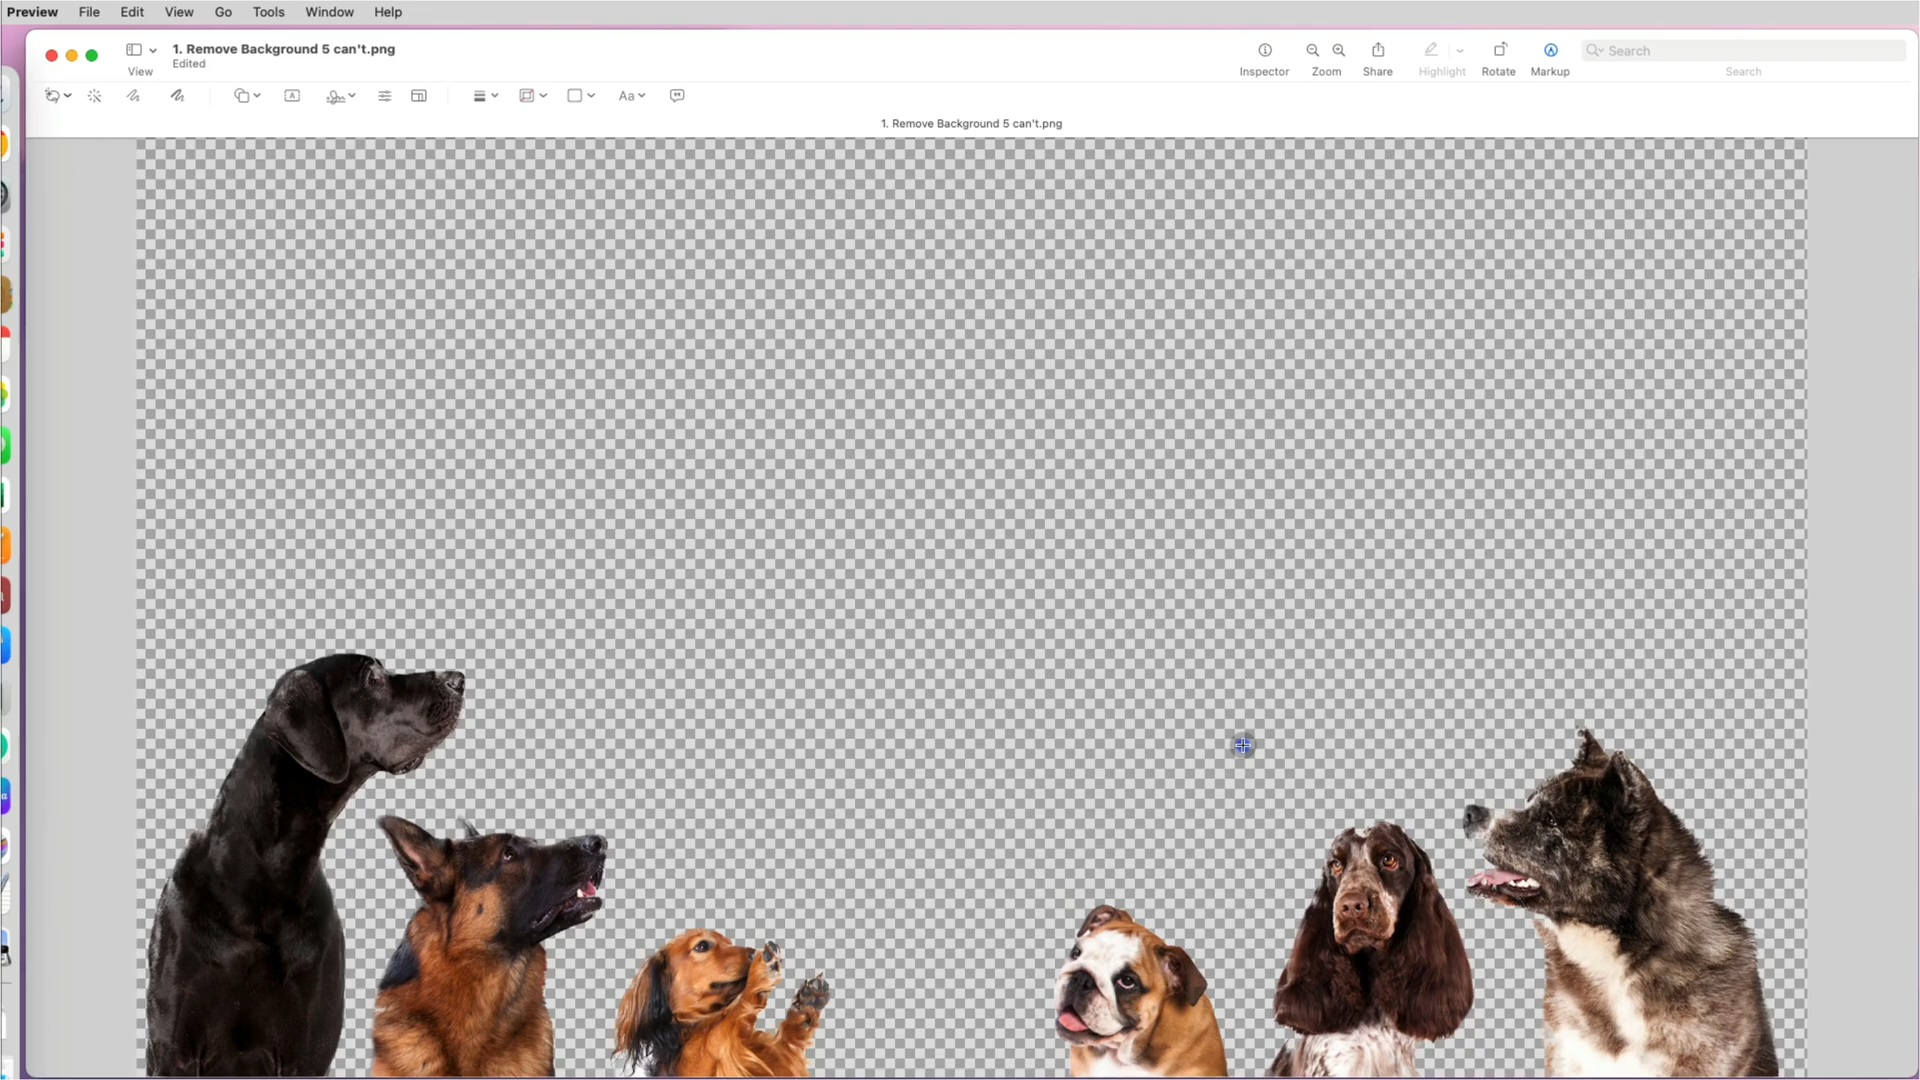 Preview File Edit View Go Tools Window Help
1. Remove Background 5 can't.png
Edited
View
Inspector Zoom Share Highlight Rotate Markup Search
Search
A Aa
1. Remove Background 5 can't.png